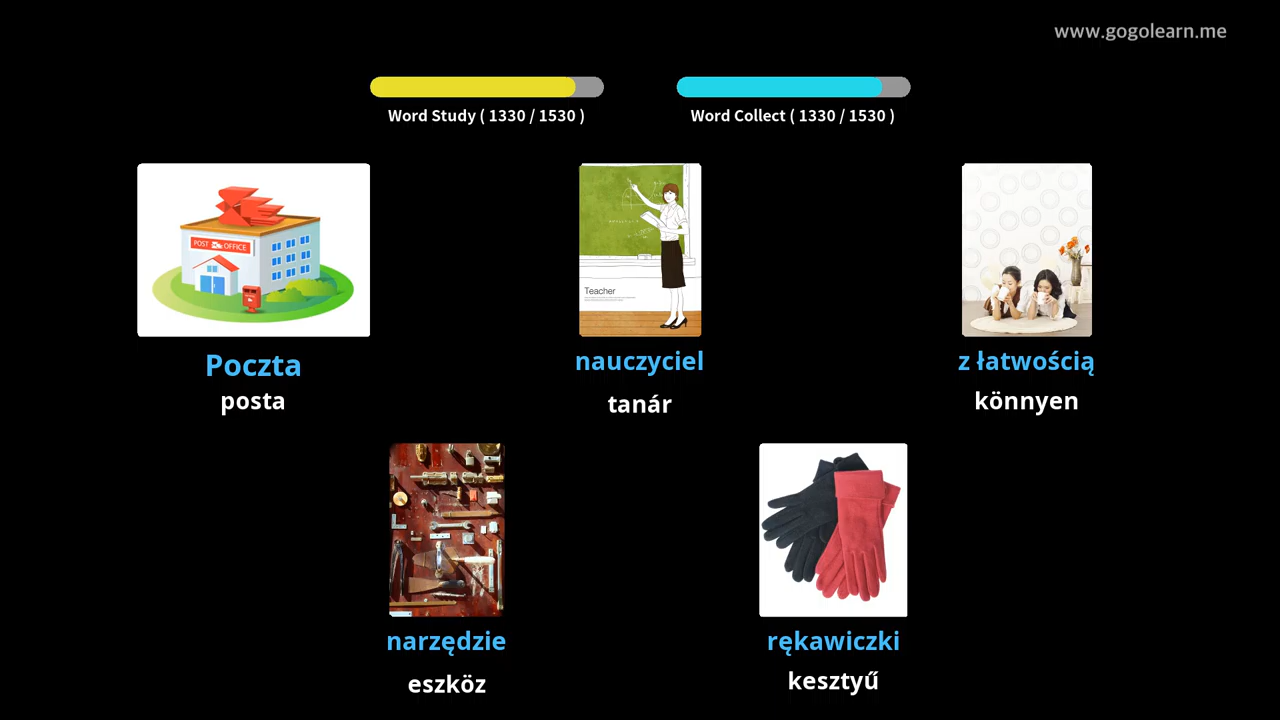 www.gogolearn.me
Word Study ( 1330 / 1530 )
Word Collect ( 1330 / 1530 )
POST OFFICE
Teacher
Poczta
nauczyciel
z łatwością
posta
tanár
könnyen
narzędzie
rękawiczki
eszköz
kesztyű